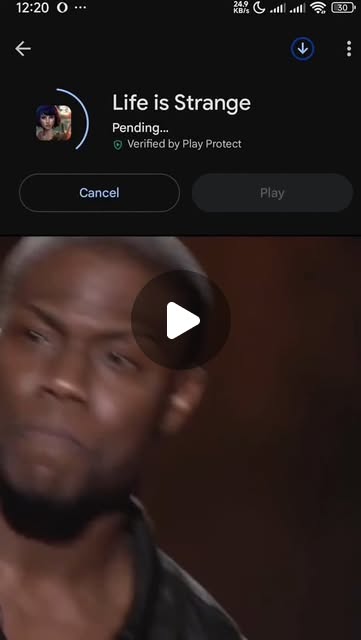 12:20
24.9
KB/s
30
Life is Strange
Pending...
Verified by Play Protect
Cancel
Play